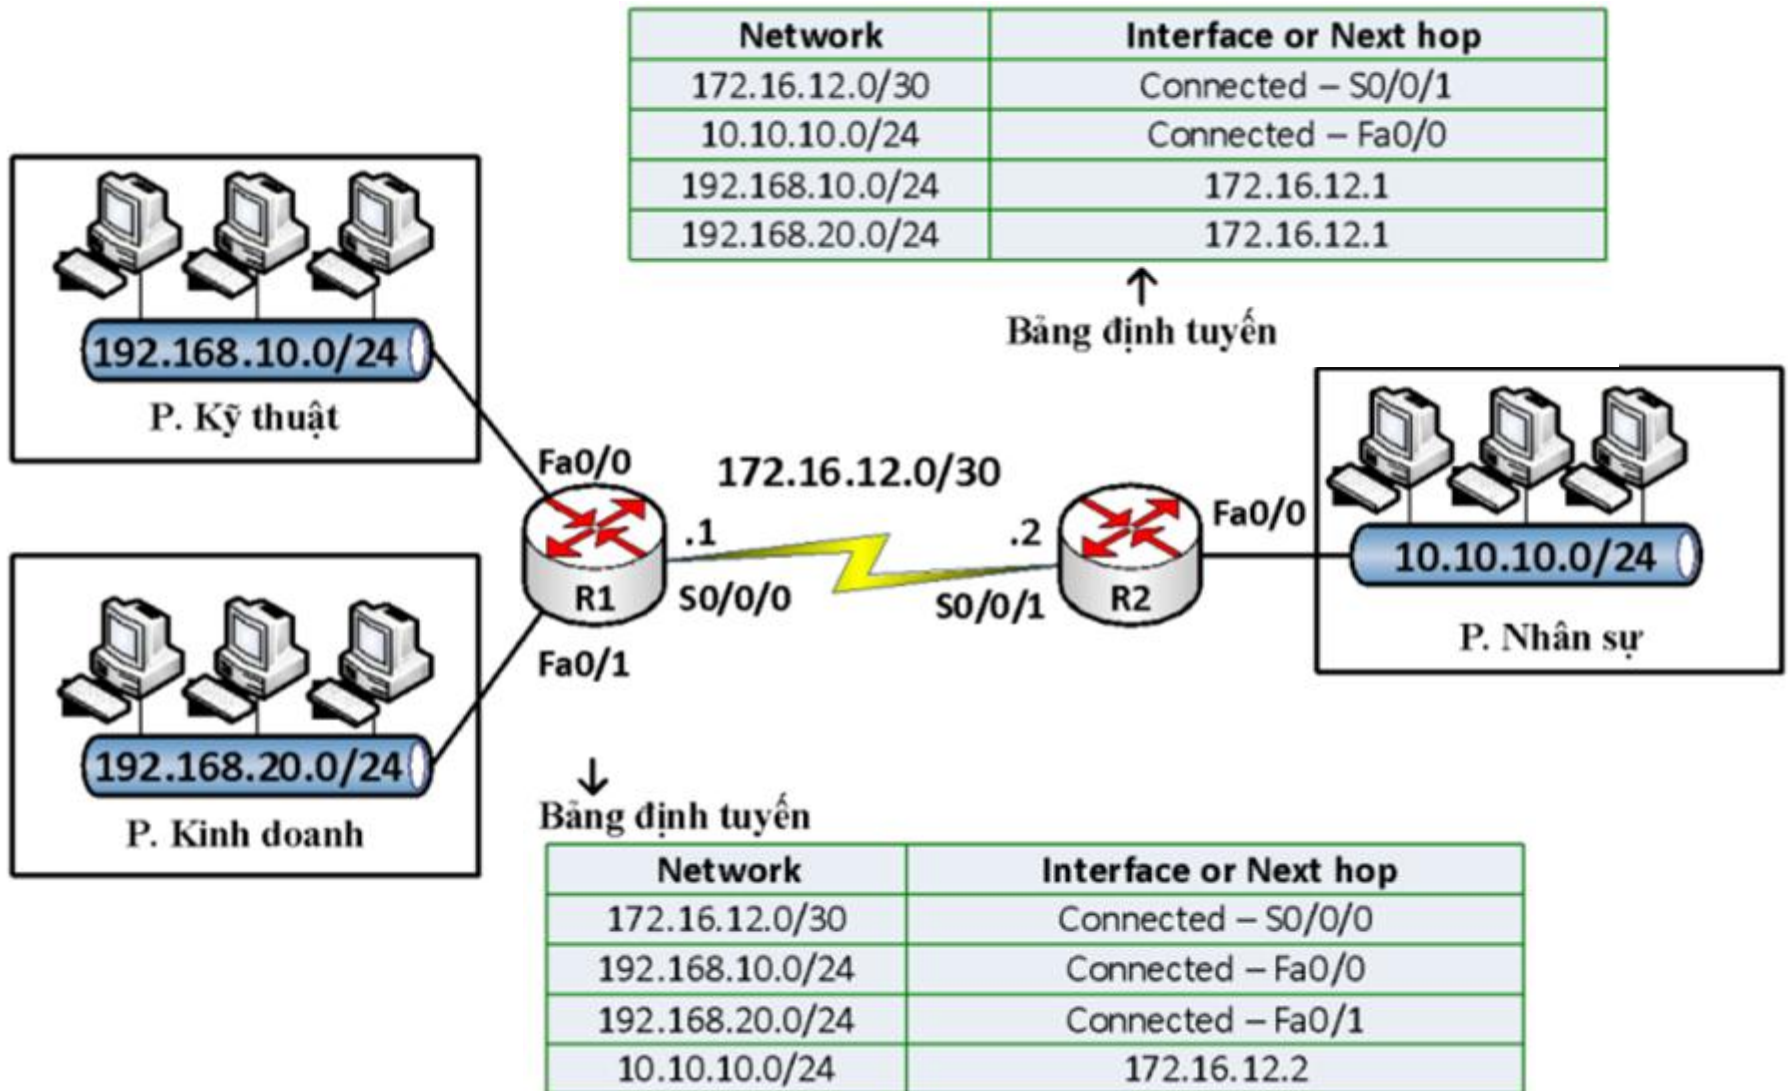 Network Interface or Next hop
172.16.12.0/30 Connected – S0/0/1
10.10.10.0/24 Connected – Fa0/0
192.168.10.0/24 172.16.12.1
192.168.20.0/24 172.16.12.1
Bảng định tuyến
192.168.10.0/24
P. Kỹ thuật
Fa0/0
172.16.12.0/30
.1
.2
Fa0/0
R1
S0/0/0
S0/0/1
R2
10.10.10.0/24
P. Nhân sự
Fa0/1
192.168.20.0/24
P. Kinh doanh
Bảng định tuyến
Network Interface or Next hop
172.16.12.0/30 Connected – S0/0/0
192.168.10.0/24 Connected – Fa0/0
192.168.20.0/24 Connected – Fa0/1
10.10.10.0/24 172.16.12.2